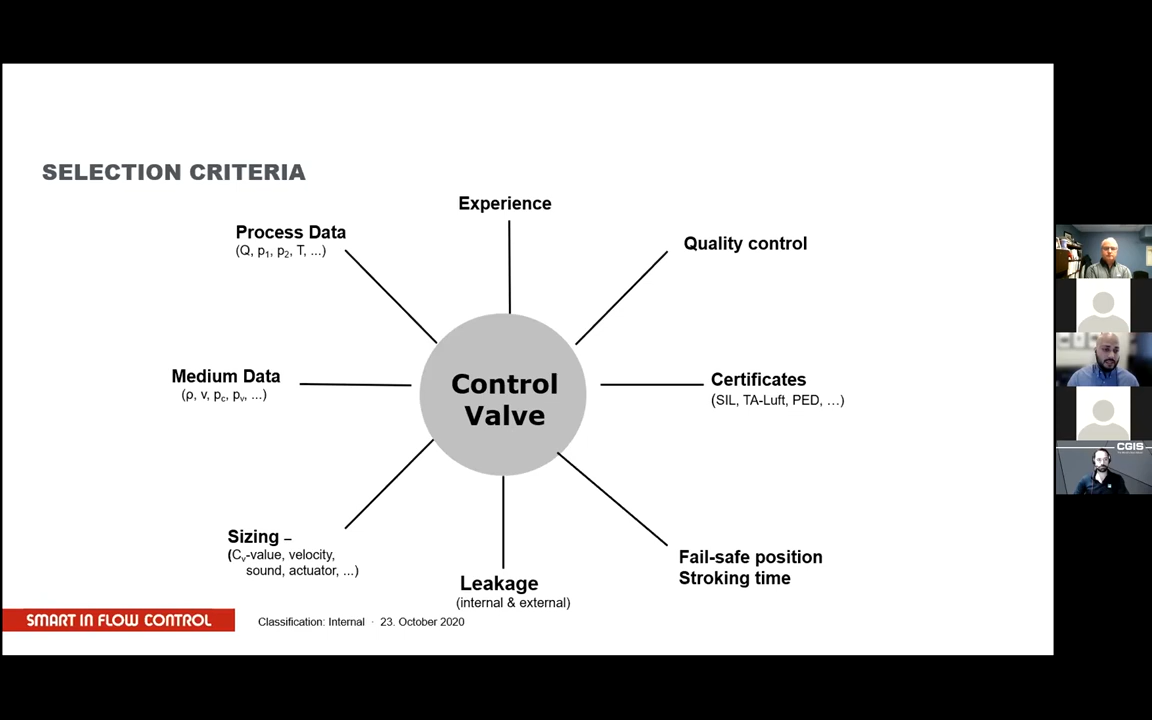 SELECTION CRITERIA
Experience
Process Data
(Q, p₁, p₂, T, ...)
Quality control
Control
Valve
Medium Data
(ρ, v, p꜀, pᵥ, ...)
Certificates
(SIL, TA-Luft, PED, …)
Sizing –
(Cᵥ-value, velocity,
sound, actuator, ...)
Leakage
(internal & external)
Fail-safe position
Stroking time
SMART IN FLOW CONTROL
Classification: Internal · 23. October 2020
CGIS